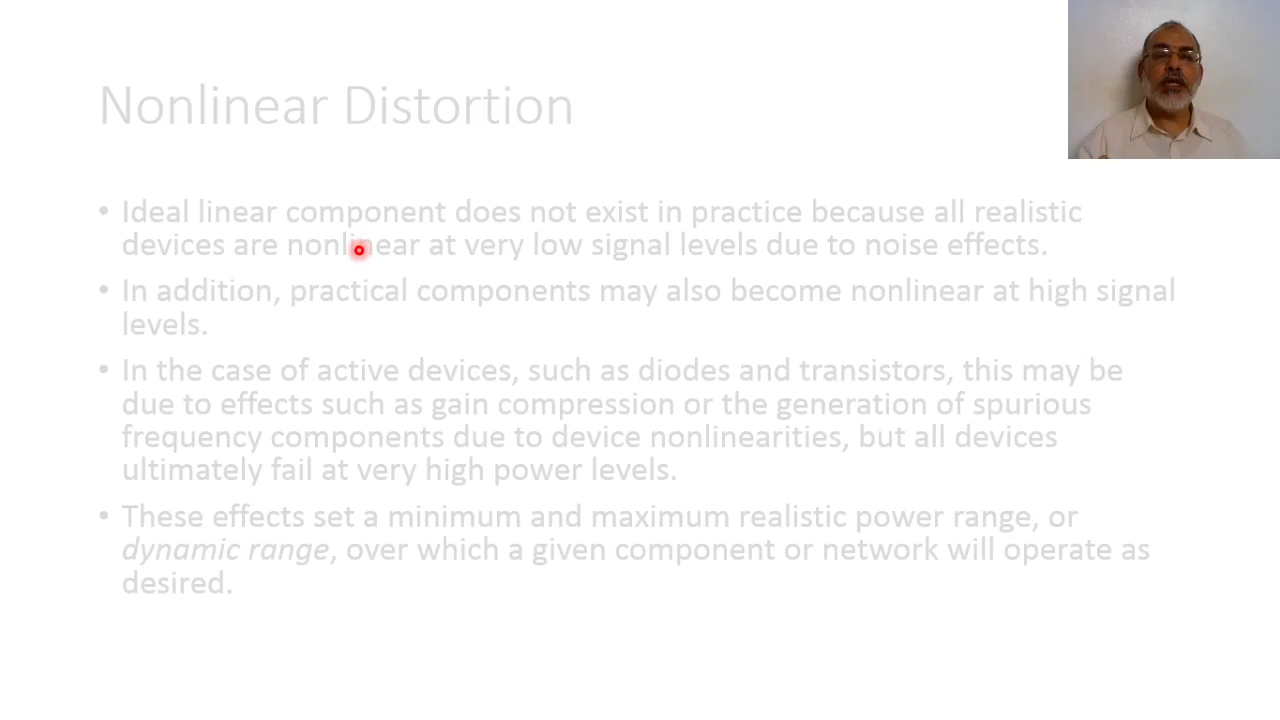 Nonlinear Distortion
• Ideal linear component does not exist in practice because all realistic
devices are nonlinear at very low signal levels due to noise effects.
• In addition, practical components may also become nonlinear at high signal
levels.
• In the case of active devices, such as diodes and transistors, this may be
due to effects such as gain compression or the generation of spurious
frequency components due to device nonlinearities, but all devices
ultimately fail at very high power levels.
• These effects set a minimum and maximum realistic power range, or
dynamic range, over which a given component or network will operate as
desired.